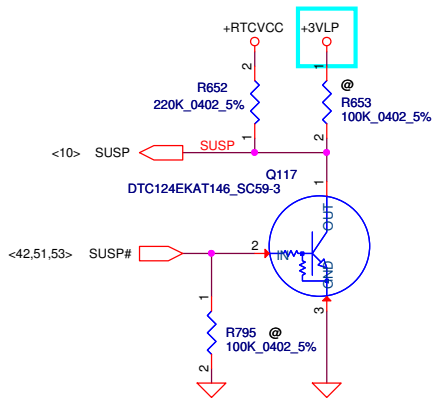 +RTCVCC
+3VLP
2
1
@
R652
220K_0402_5%
R653
100K_0402_5%
1
2
<10>
SUSP
SUSP
Q117
DTC124EKAT146_SC59-3
1
OUT
<42,51,53>
SUSP#
2
IN
GND
3
1
R795
@
100K_0402_5%
2